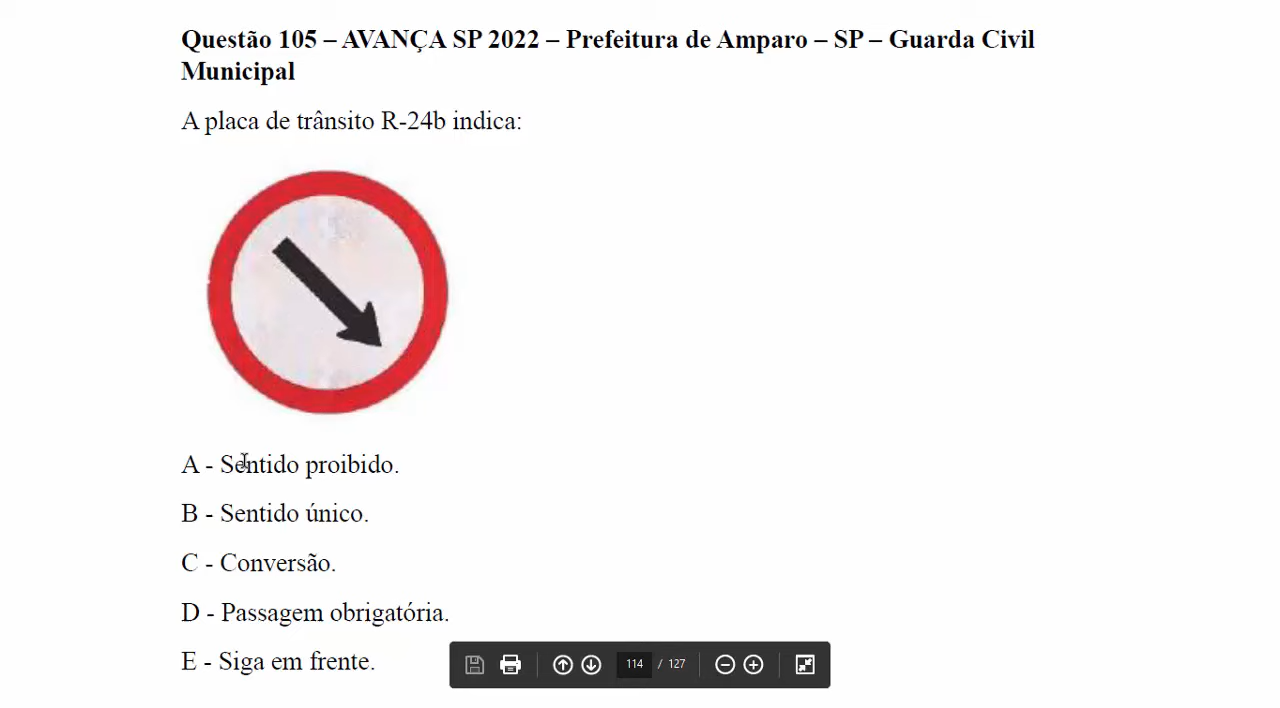 Questão 105 – AVANÇA SP 2022 – Prefeitura de Amparo – SP – Guarda Civil
Municipal
A placa de trânsito R-24b indica:
A - Sentido proibido.
B - Sentido único.
C - Conversão.
D - Passagem obrigatória.
E - Siga em frente.
114 / 127